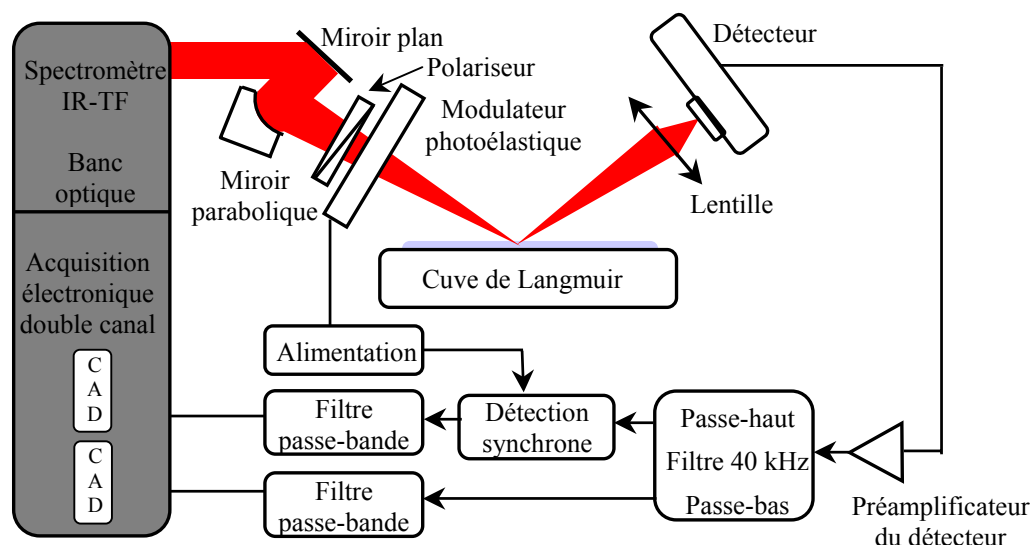 Spectromètre
IR-TF
Banc
optique
Miroir plan
Polariseur
Modulateur
photoélastique
Miroir
parabolique
Détecteur
Lentille
Cuve de Langmuir
Acquisition
électronique
double canal
C
A
D
C
A
D
Alimentation
Filtre
passe-bande
Détection
synchrone
Filtre
passe-bande
Passe-haut
Filtre 40 kHz
Passe-bas
Préamplificateur
du détecteur